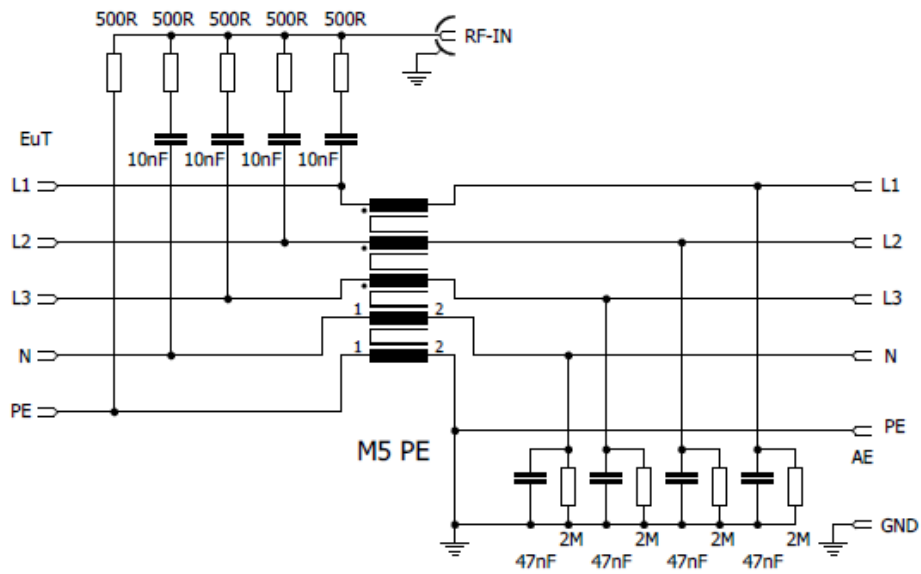 500R 500R 500R 500R 500R
RF-IN
EuT
10nF 10nF 10nF 10nF
L1 L1
L2 L2
L3 L3
1 2
N N
1 2
PE PE
M5 PE
AE
GND
2M 2M 2M 2M
47nF 47nF 47nF 47nF